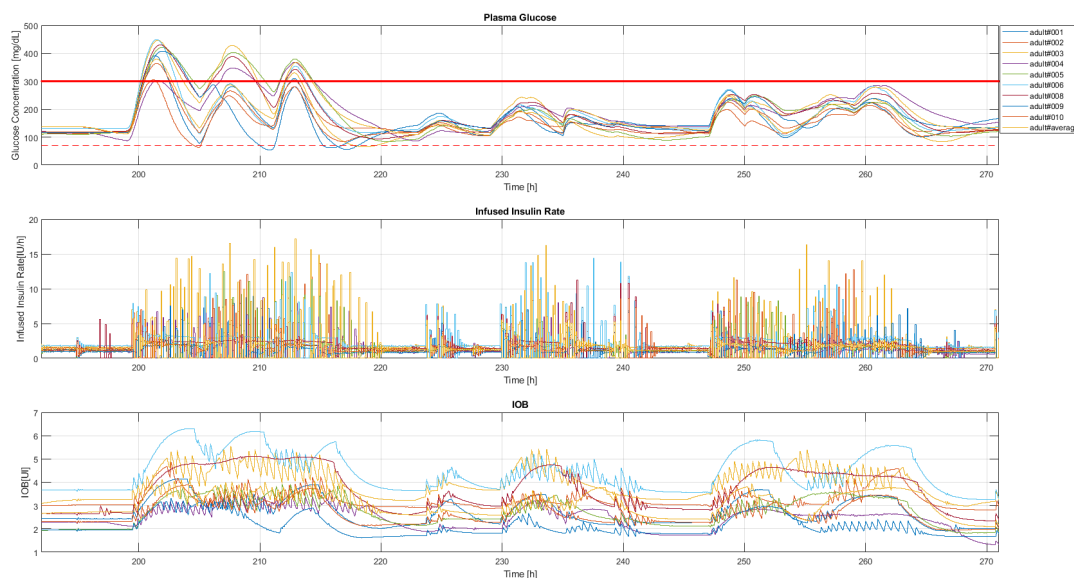 Plasma Glucose
Glucose Concentration [mg/dL]
500
400
300
200
100
0
200
210
220
230
240
250
260
270
Time [h]
adult#001
adult#002
adult#003
adult#004
adult#005
adult#006
adult#008
adult#009
adult#010
adult#averag
Infused Insulin Rate
Infused Insulin Rate[IU/h]
20
15
10
5
0
200
210
220
230
240
250
260
270
Time [h]
IOB
IOB[UI]
7
6
5
4
3
2
1
200
210
220
230
240
250
260
270
Time [h]